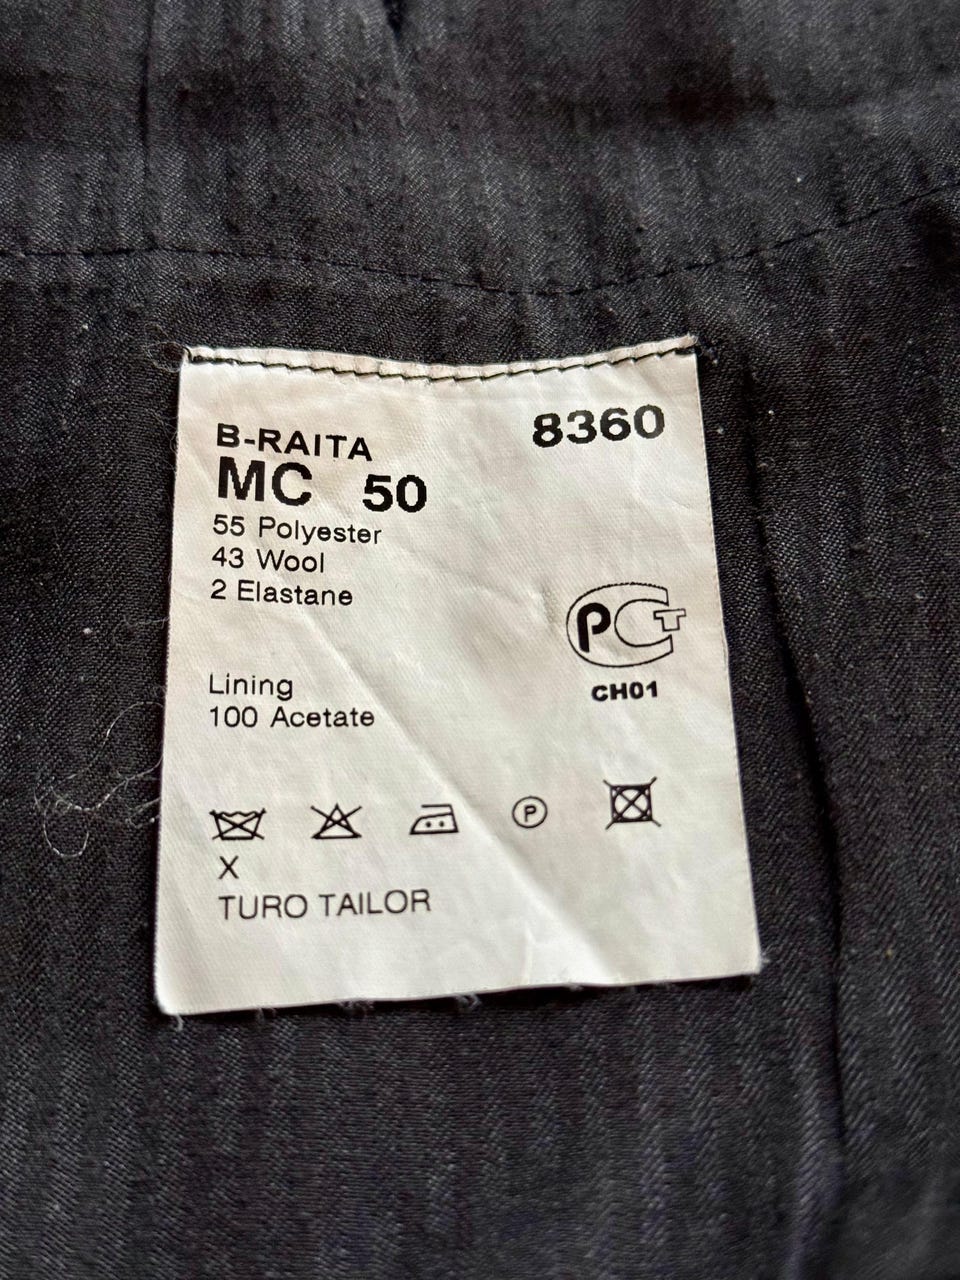 B-RAITA 8360
MC 50
55 Polyester
43 Wool
2 Elastane
PCT
CH01
Lining
100 Acetate
P
X
TURO TAILOR